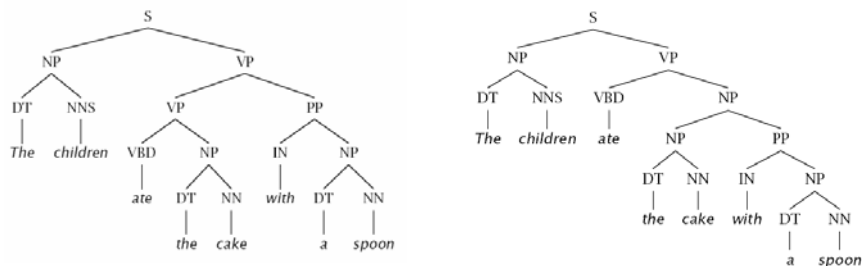 S S
NP VP NP VP
DT NNS VP PP DT NNS VBD NP
The children VBD NP IN NP The children ate NP PP
ate DT NN with DT NN DT NN IN NP
the cake a spoon the cake with DT NN
a spoon